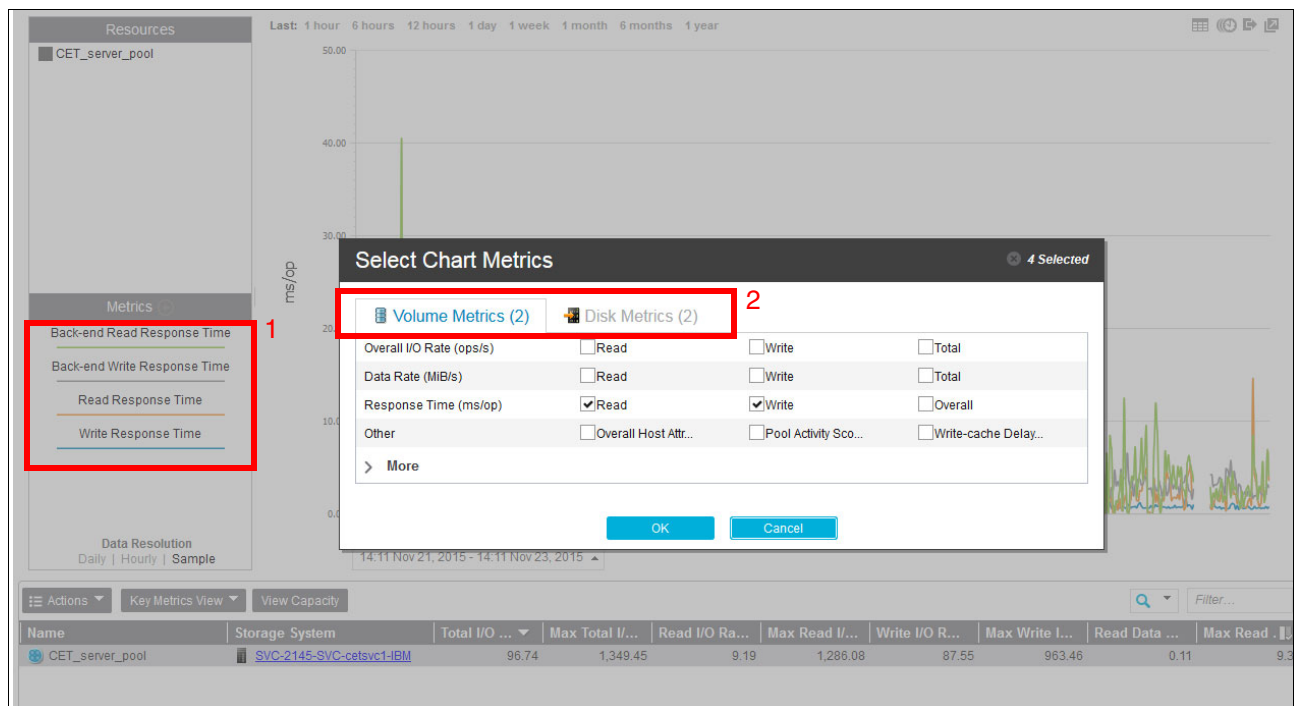 Resources
CET_server_pool
Last: 1 hour 6 hours 12 hours 1 day 1 week 1 month 6 months 1 year
50.00
40.00
30.00
ms/op
Select Chart Metrics
4 Selected
Metrics
1
2
Volume Metrics (2) Disk Metrics (2)
Back-end Read Response Time
20.
Overall I/O Rate (ops/s) Read Write Total
Back-end Write Response Time
Data Rate (MiB/s) Read Write Total
Read Response Time
Response Time (ms/op) Read Write Overall
Write Response Time
10.0
Other Overall Host Attr... Pool Activity Sco... Write-cache Delay...
More
0.0
OK Cancel
Data Resolution
Daily | Hourly | Sample
14:11 Nov 21, 2015 - 14:11 Nov 23, 2015
Actions Key Metrics View View Capacity Filter...
Name Storage System Total I/O ... Max Total I/... Read I/O Ra... Max Read I/... Write I/O R... Max Write I... Read Data ... Max Read .
CET_server_pool SVC-2145-SVC-cetsvc1-IBM 96.74 1,349.45 9.19 1,286.08 87.55 963.46 0.11 9.3